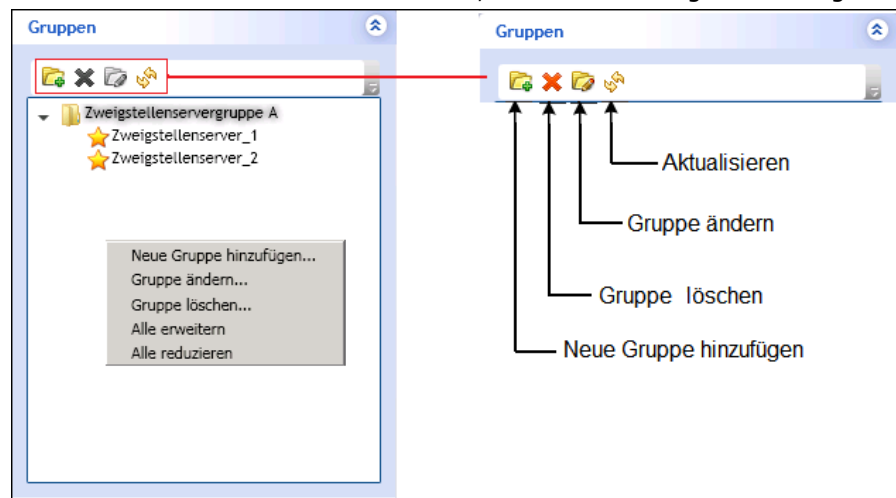 Gruppen
Zweigstellenservergruppe A
Zweigstellenserver_1
Zweigstellenserver_2
Neue Gruppe hinzufügen...
Gruppe ändern...
Gruppe löschen...
Alle erweitern
Alle reduzieren
Gruppen
Aktualisieren
Gruppe ändern
Gruppe löschen
Neue Gruppe hinzufügen